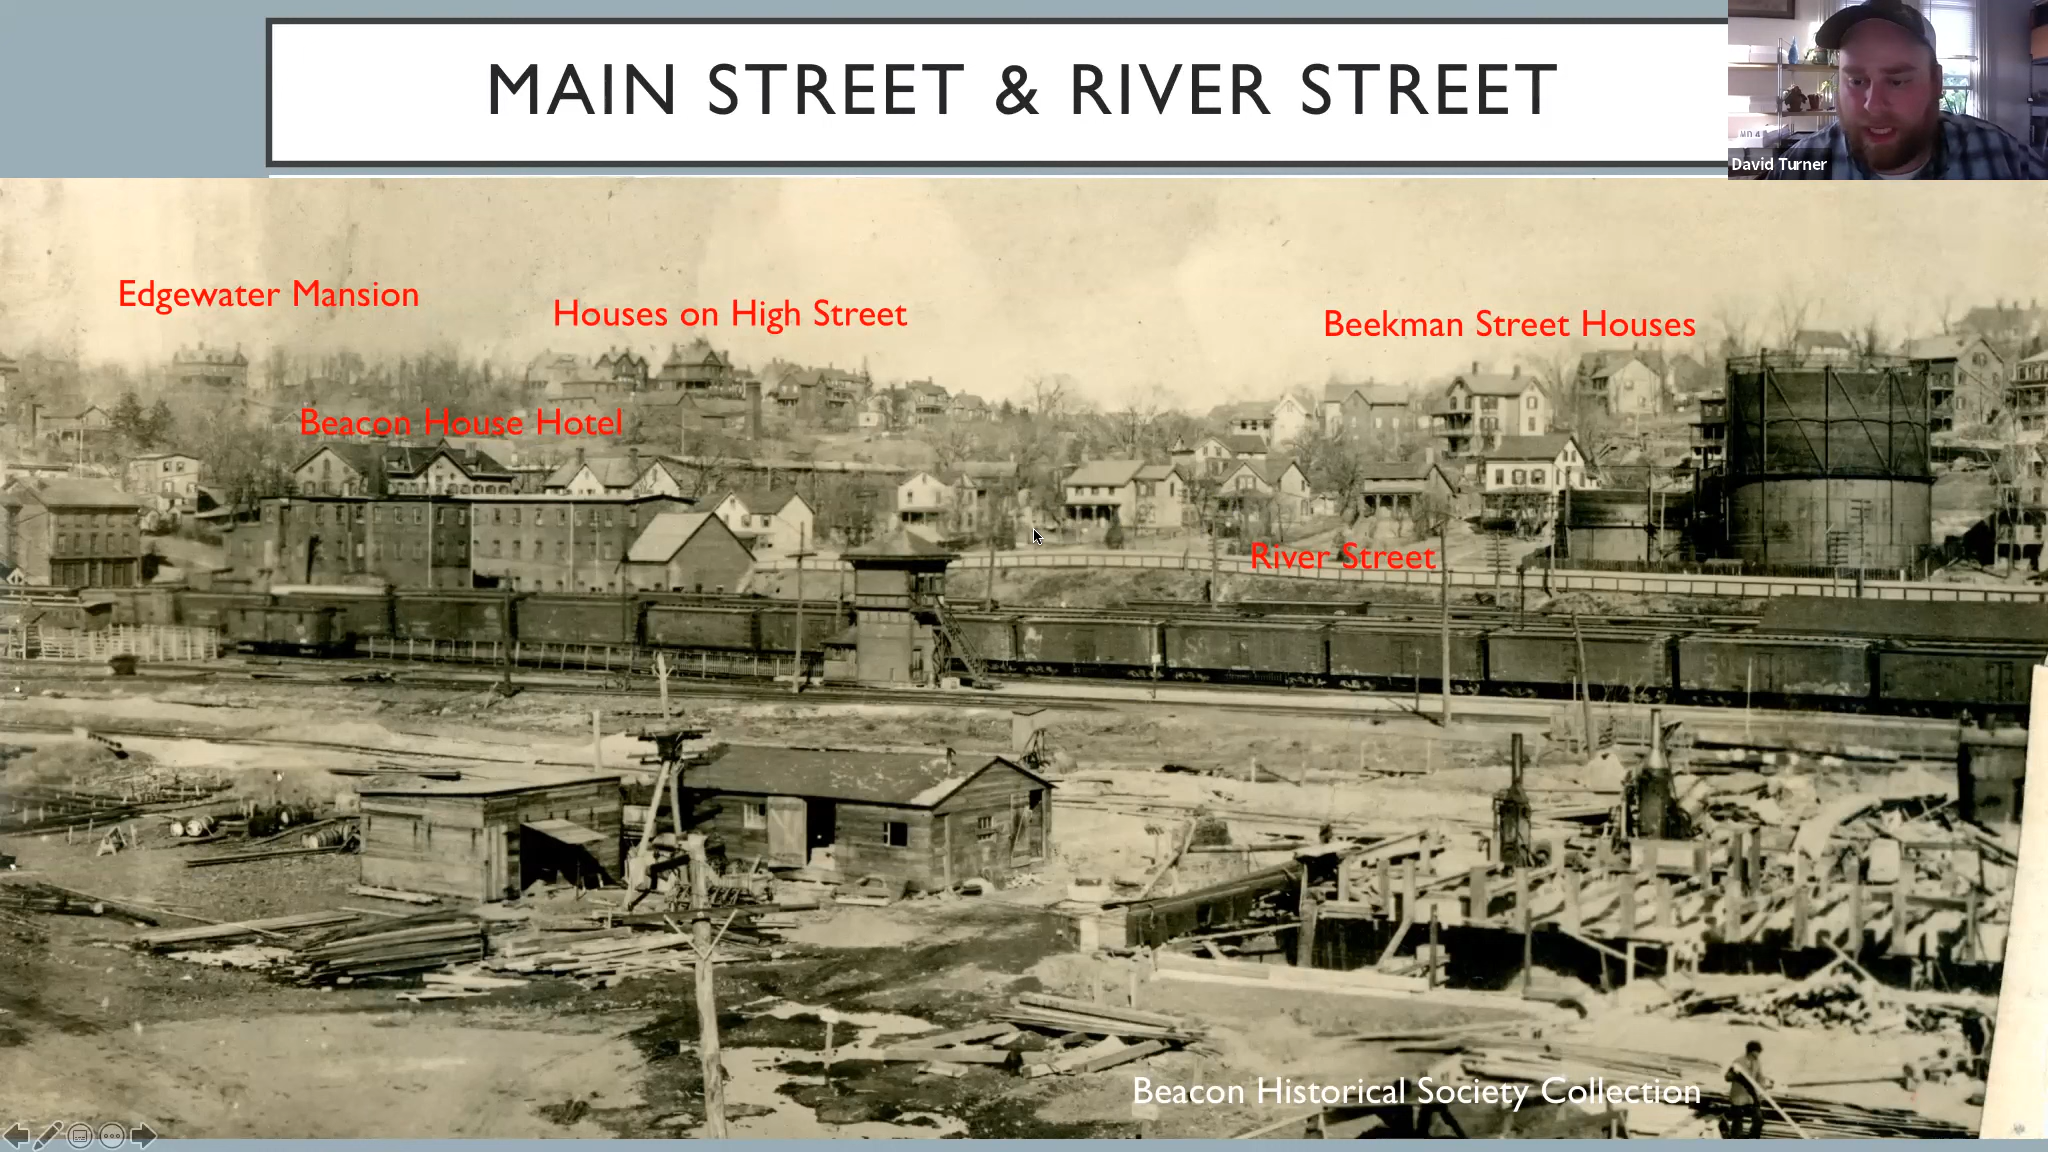 MAIN STREET & RIVER STREET
David Turner
Edgewater Mansion
Houses on High Street
Beekman Street Houses
Beacon House Hotel
River Street
Beacon Historical Society Collection